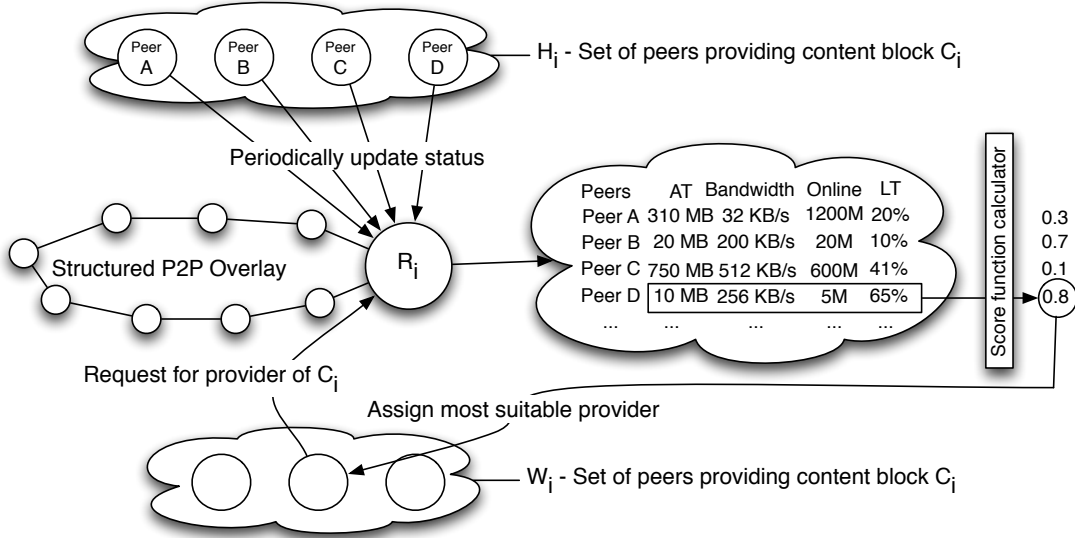 Peer A
Peer B
Peer C
Peer D
H_i - Set of peers providing content block C_i
Periodically update status
Structured P2P Overlay
R_i
Peers AT Bandwidth Online LT
Peer A 310 MB 32 KB/s 1200M 20%
Peer B 20 MB 200 KB/s 20M 10%
Peer C 750 MB 512 KB/s 600M 41%
Peer D 10 MB 256 KB/s 5M 65%
... ... ... ... ...
Score function calculator
0.3
0.7
0.1
0.8
Request for provider of C_i
Assign most suitable provider
W_i - Set of peers providing content block C_i